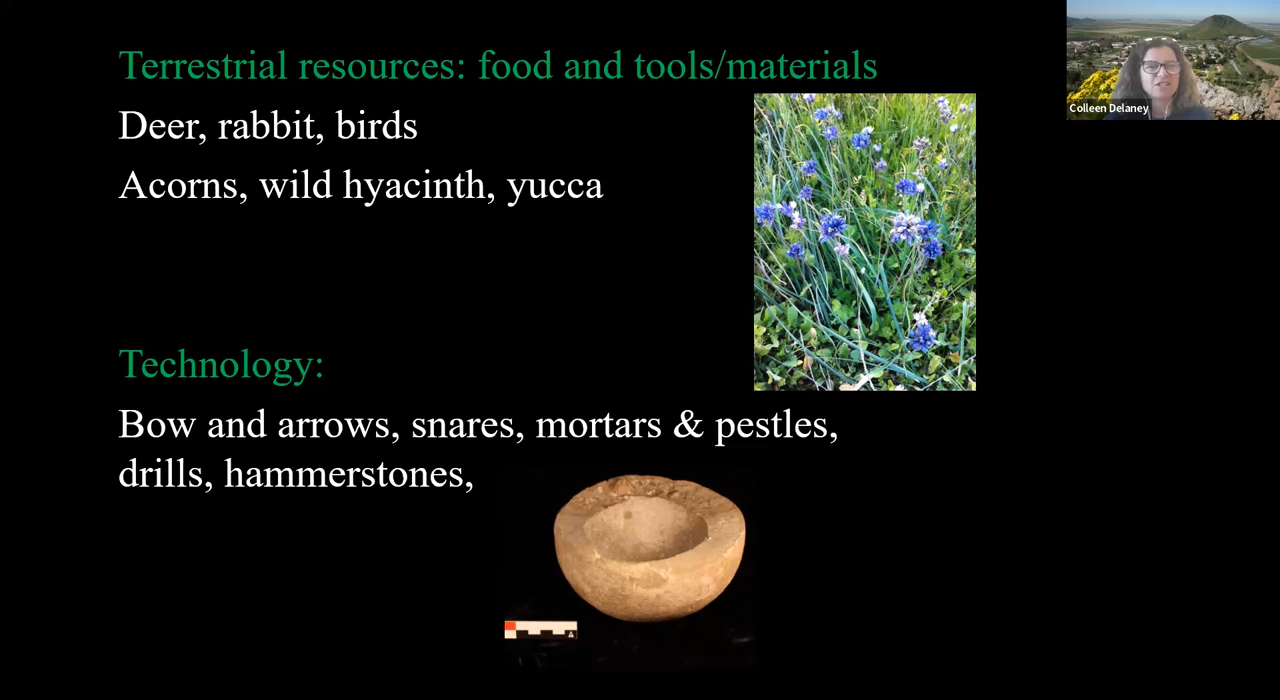 Terrestrial resources: food and tools/materials
Deer, rabbit, birds
Acorns, wild hyacinth, yucca
Technology:
Bow and arrows, snares, mortars & pestles,
drills, hammerstones,
Colleen Delaney